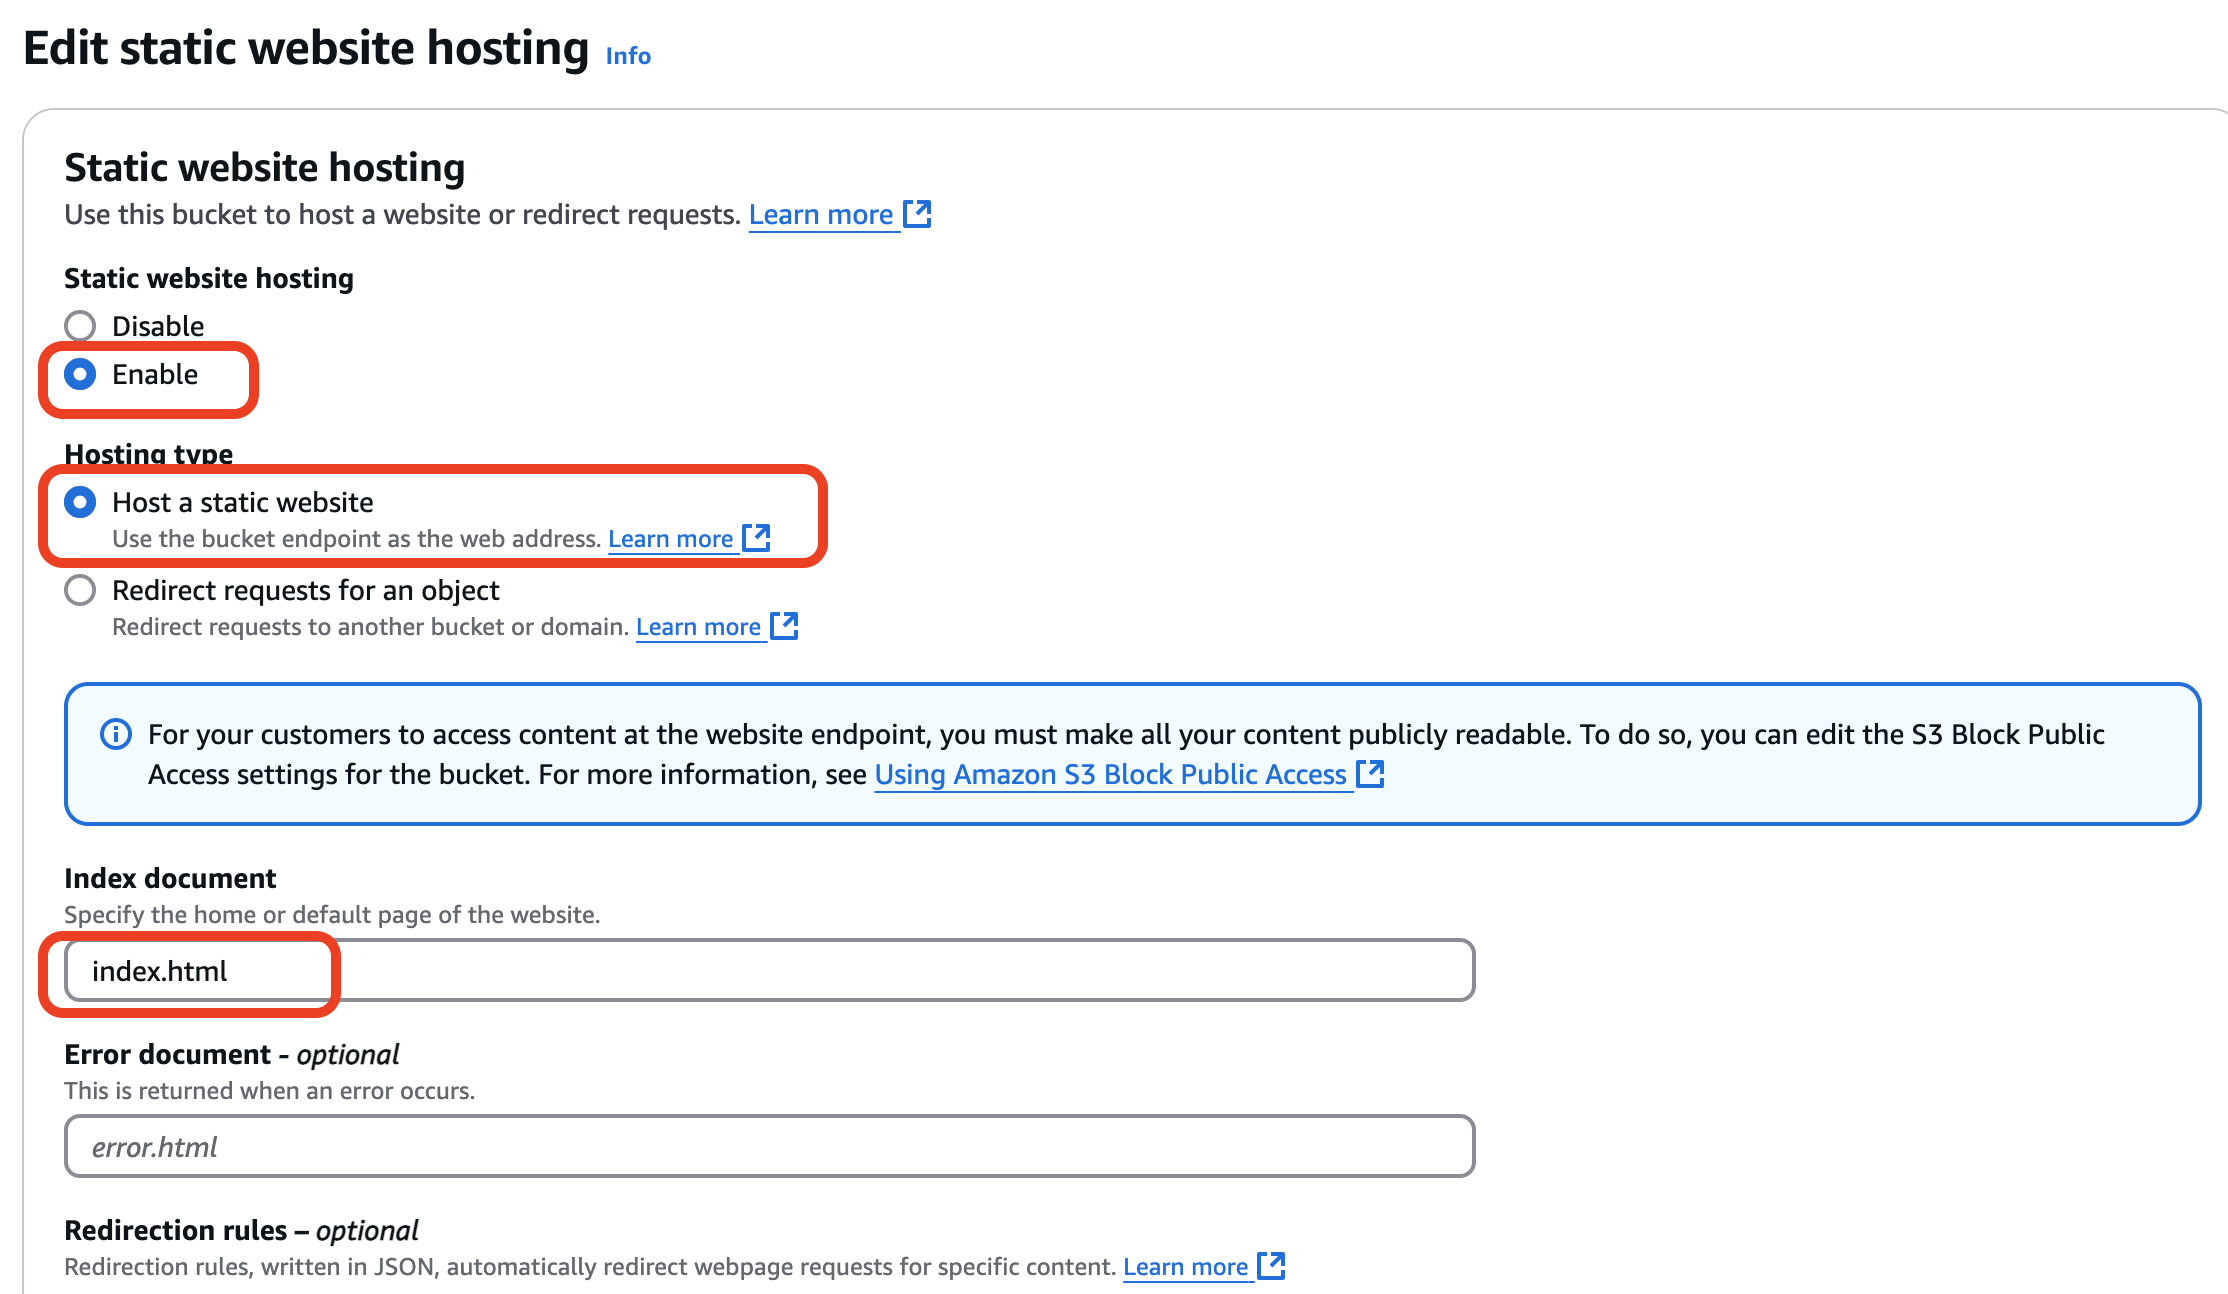 Edit static website hosting Info
Static website hosting
Use this bucket to host a website or redirect requests. Learn more
Static website hosting
Disable
Enable
Hosting type
Host a static website
Use the bucket endpoint as the web address. Learn more
Redirect requests for an object
Redirect requests to another bucket or domain. Learn more
For your customers to access content at the website endpoint, you must make all your content publicly readable. To do so, you can edit the S3 Block Public
Access settings for the bucket. For more information, see Using Amazon S3 Block Public Access
Index document
Specify the home or default page of the website.
index.html
Error document - optional
This is returned when an error occurs.
error.html
Redirection rules – optional
Redirection rules, written in JSON, automatically redirect webpage requests for specific content. Learn more